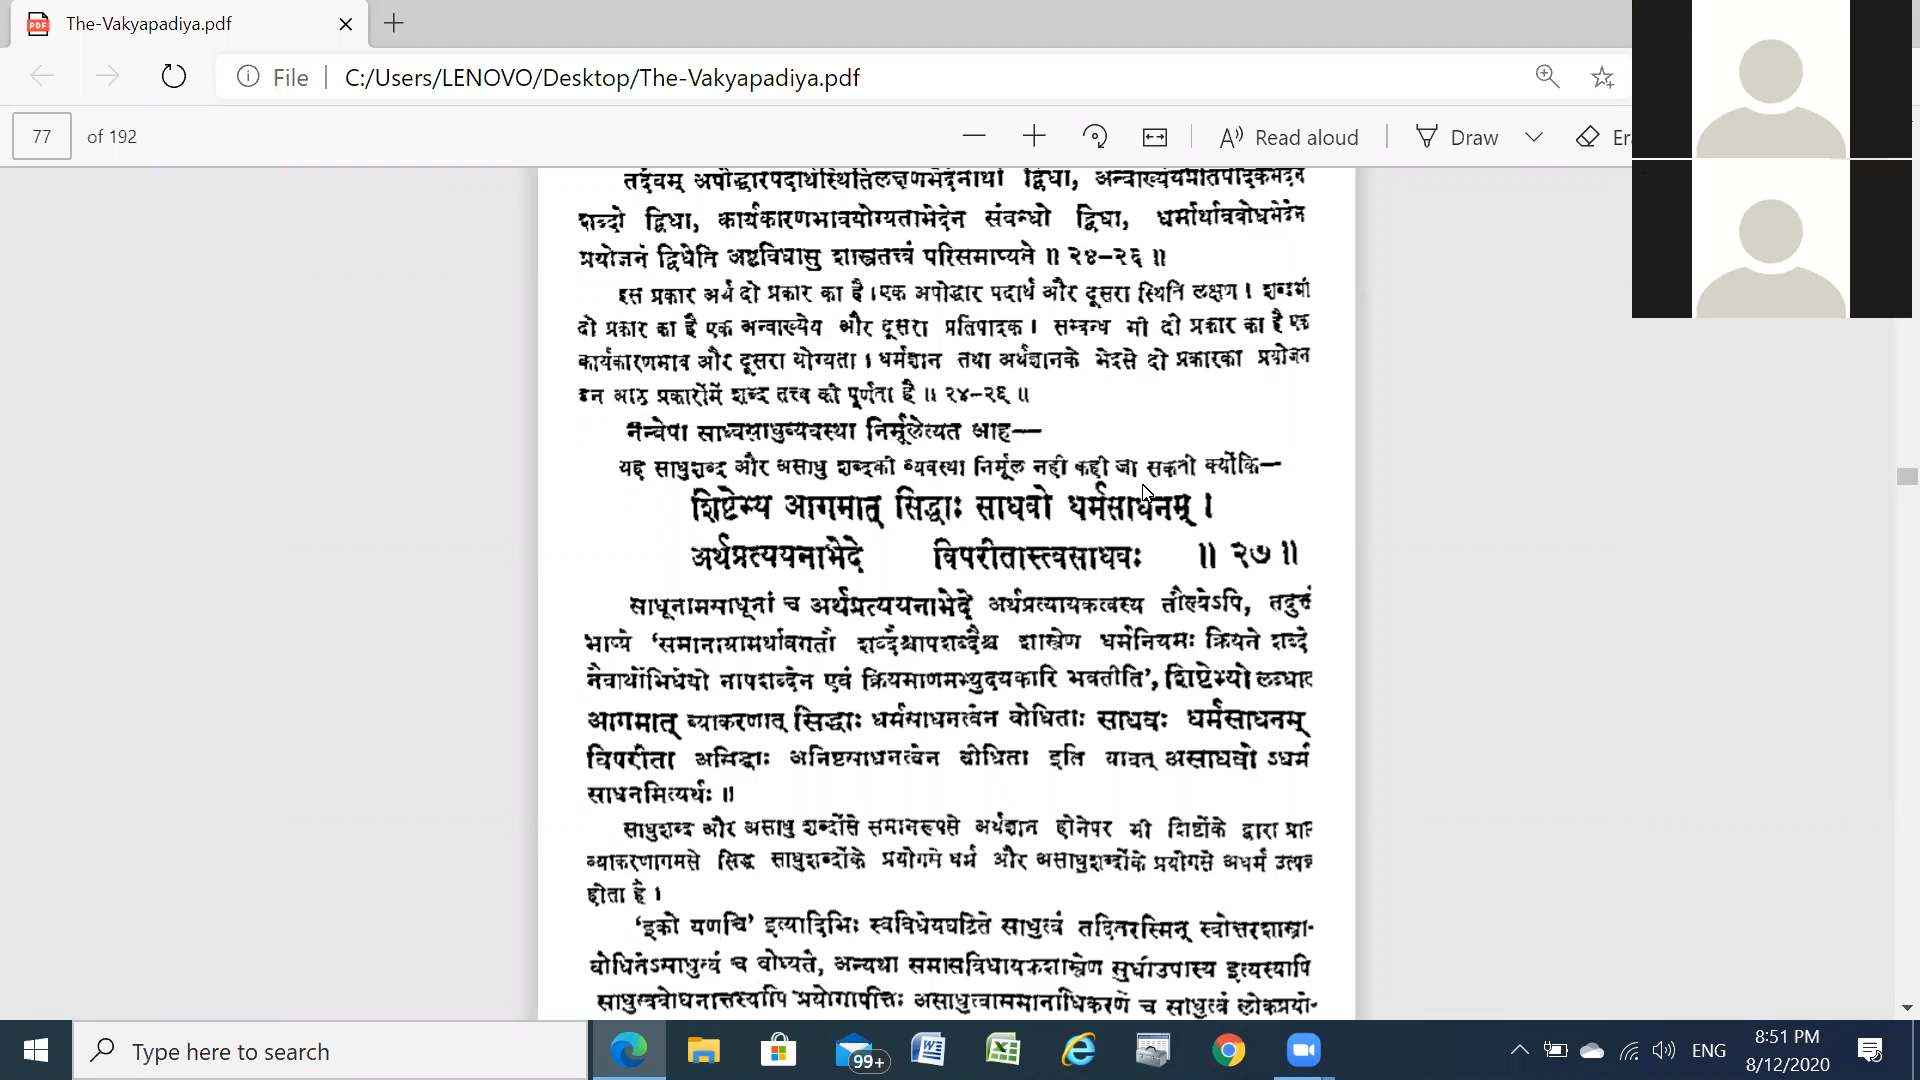 The-Vakyapadiya.pdf
File | C:/Users/LENOVO/Desktop/The-Vakyapadiya.pdf
77 of 192
Read aloud
Draw
तदेवम् अपोद्धारपदार्थस्थितिलक्षणभेदेनार्थो द्विधा, अन्वाख्येयप्रतिपादकभेदेन
शब्दो द्विधा, कार्यकारणभावयोग्यताभेदेन संबन्धो द्विधा, धर्मार्थावबोधभेदेन
प्रयोजनं द्विधेति अष्टविधासु शास्त्रतत्त्वं परिसमाप्यते ॥ २४–२६ ॥
इस प्रकार अर्थ दो प्रकार का है । एक अपोद्धार पदार्थ और दूसरा स्थिति लक्षण । शब्दभी
दो प्रकार का है एक अन्वाख्येय और दूसरा प्रतिपादक । सम्बन्ध भी दो प्रकार का है एक
कार्यकारणभाव और दूसरा योग्यता । धर्मज्ञान तथा अर्थज्ञानके भेदसे दो प्रकारका प्रयोजन
इन आठ प्रकारोंमें शब्द तत्त्व की पूर्णता है ॥ २४–२६ ॥
नन्वेषा साध्वसाधुव्यवस्था निर्मूलेत्यत आह—
यह साधुशब्द और असाधु शब्दकी व्यवस्था निर्मूल नहीं कही जा सकती क्योंकि—
शिष्टेभ्य आगमात् सिद्धाः साधवो धर्मसाधनम् ।
अर्थप्रत्ययनाभेदे विपरीतास्त्वसाधवः ॥ २७ ॥
साधूनामसाधूनां च अर्थप्रत्ययनाभेदे अर्थप्रत्यायकत्वस्य तौल्येऽपि, तदुक्तं
भाष्ये 'समानायामर्थावगतौ शब्दैश्चापशब्दैश्च शास्त्रेण धर्मनियमः क्रियते शब्दे
नैवार्थोभिधेयो नापशब्देन एवं क्रियमाणमभ्युदयकारि भवतीति', शिष्टेभ्यो लब्धात्
आगमात् व्याकरणात् सिद्धाः धर्मसाधनत्वेन बोधिताः साधवः धर्मसाधनम्
विपरीता असिद्धाः अनिष्टसाधनत्वेन बोधिता इति यावत् असाधवो ऽधर्म
साधनमित्यर्थः ॥
साधुशब्द और असाधु शब्दोंसे समानरूपसे अर्थज्ञान होनेपर भी शिष्टोंके द्वारा प्राप्त
व्याकरणागमसे सिद्ध साधुशब्दोंके प्रयोगसे धर्म और असाधुशब्दोंके प्रयोगसे अधर्म उत्पन्न
होता है ।
'इको यणचि' इत्यादिभिः स्वविधेयघटिते साधुत्वं तदितरस्मिन् स्वोत्तरशास्त्रा-
बोधितेऽसाधुत्वं च बोध्यते, अन्यथा समासविधायकशास्त्रेण सुधीउपास्य इत्यस्यापि
साधुत्वबोधनात्तस्यापि प्रयोगापत्तिः असाधुत्वासमानाधिकरणं च साधुत्वं लोकप्रयो-
Type here to search
99+
ENG
8:51 PM
8/12/2020